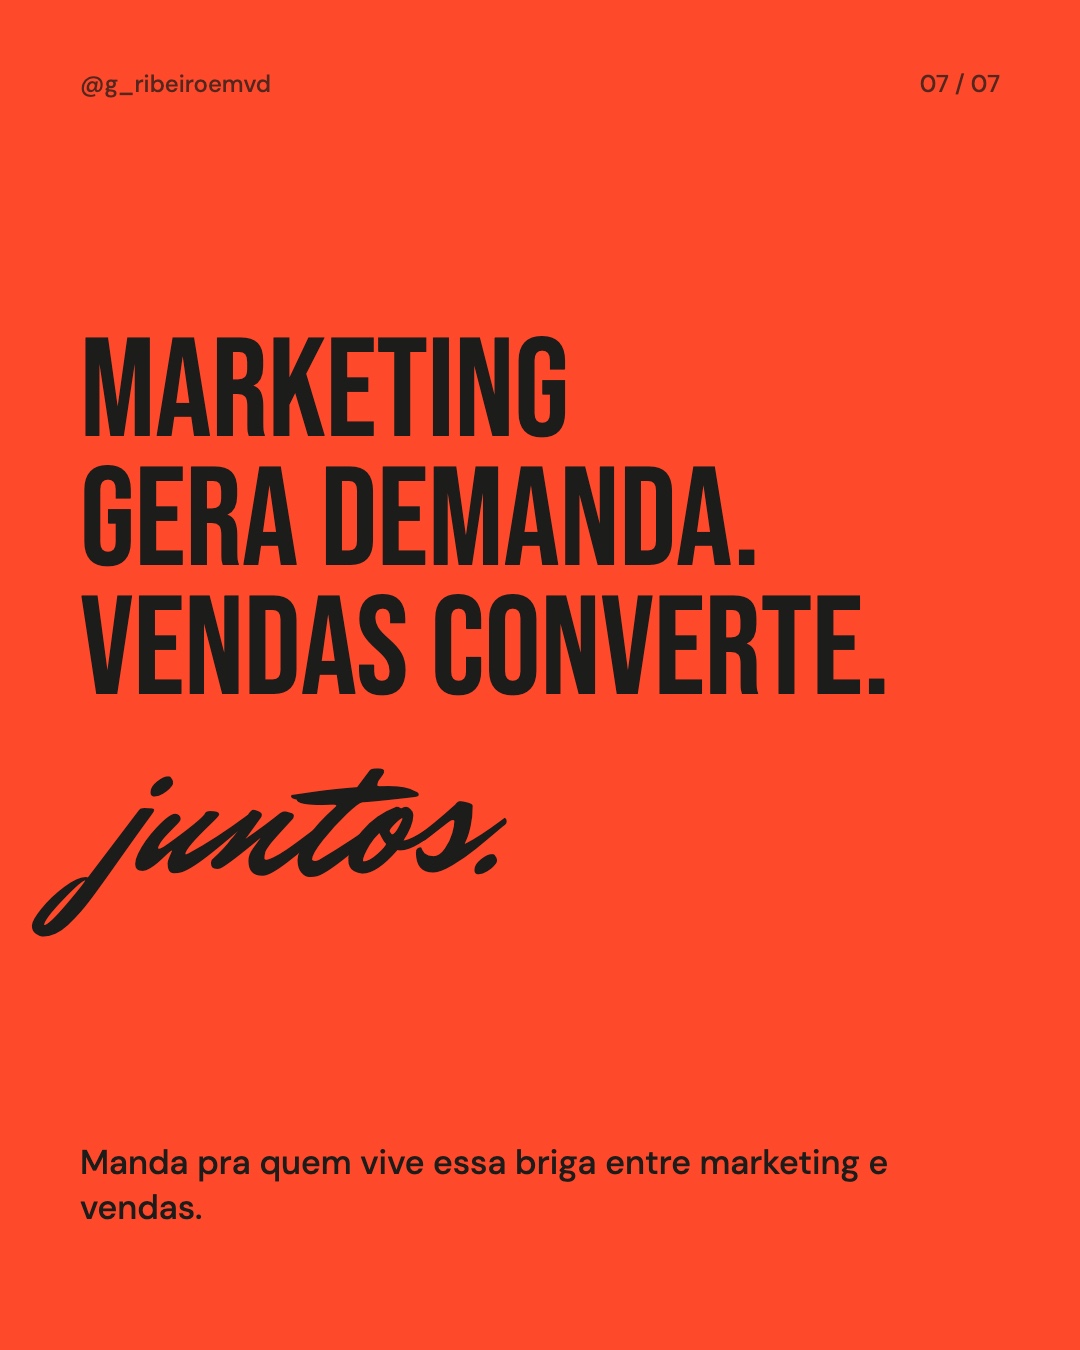 @g_ribeiroemvd
07 / 07
MARKETING
GERA DEMANDA.
VENDAS CONVERTE.
juntos.
Manda pra quem vive essa briga entre marketing e
vendas.